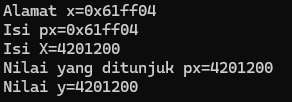 Alamat x=0x61ff04
Isi px=0x61ff04
Isi X=4201200
Nilai yang ditunjuk px=4201200
Nilai y=4201200